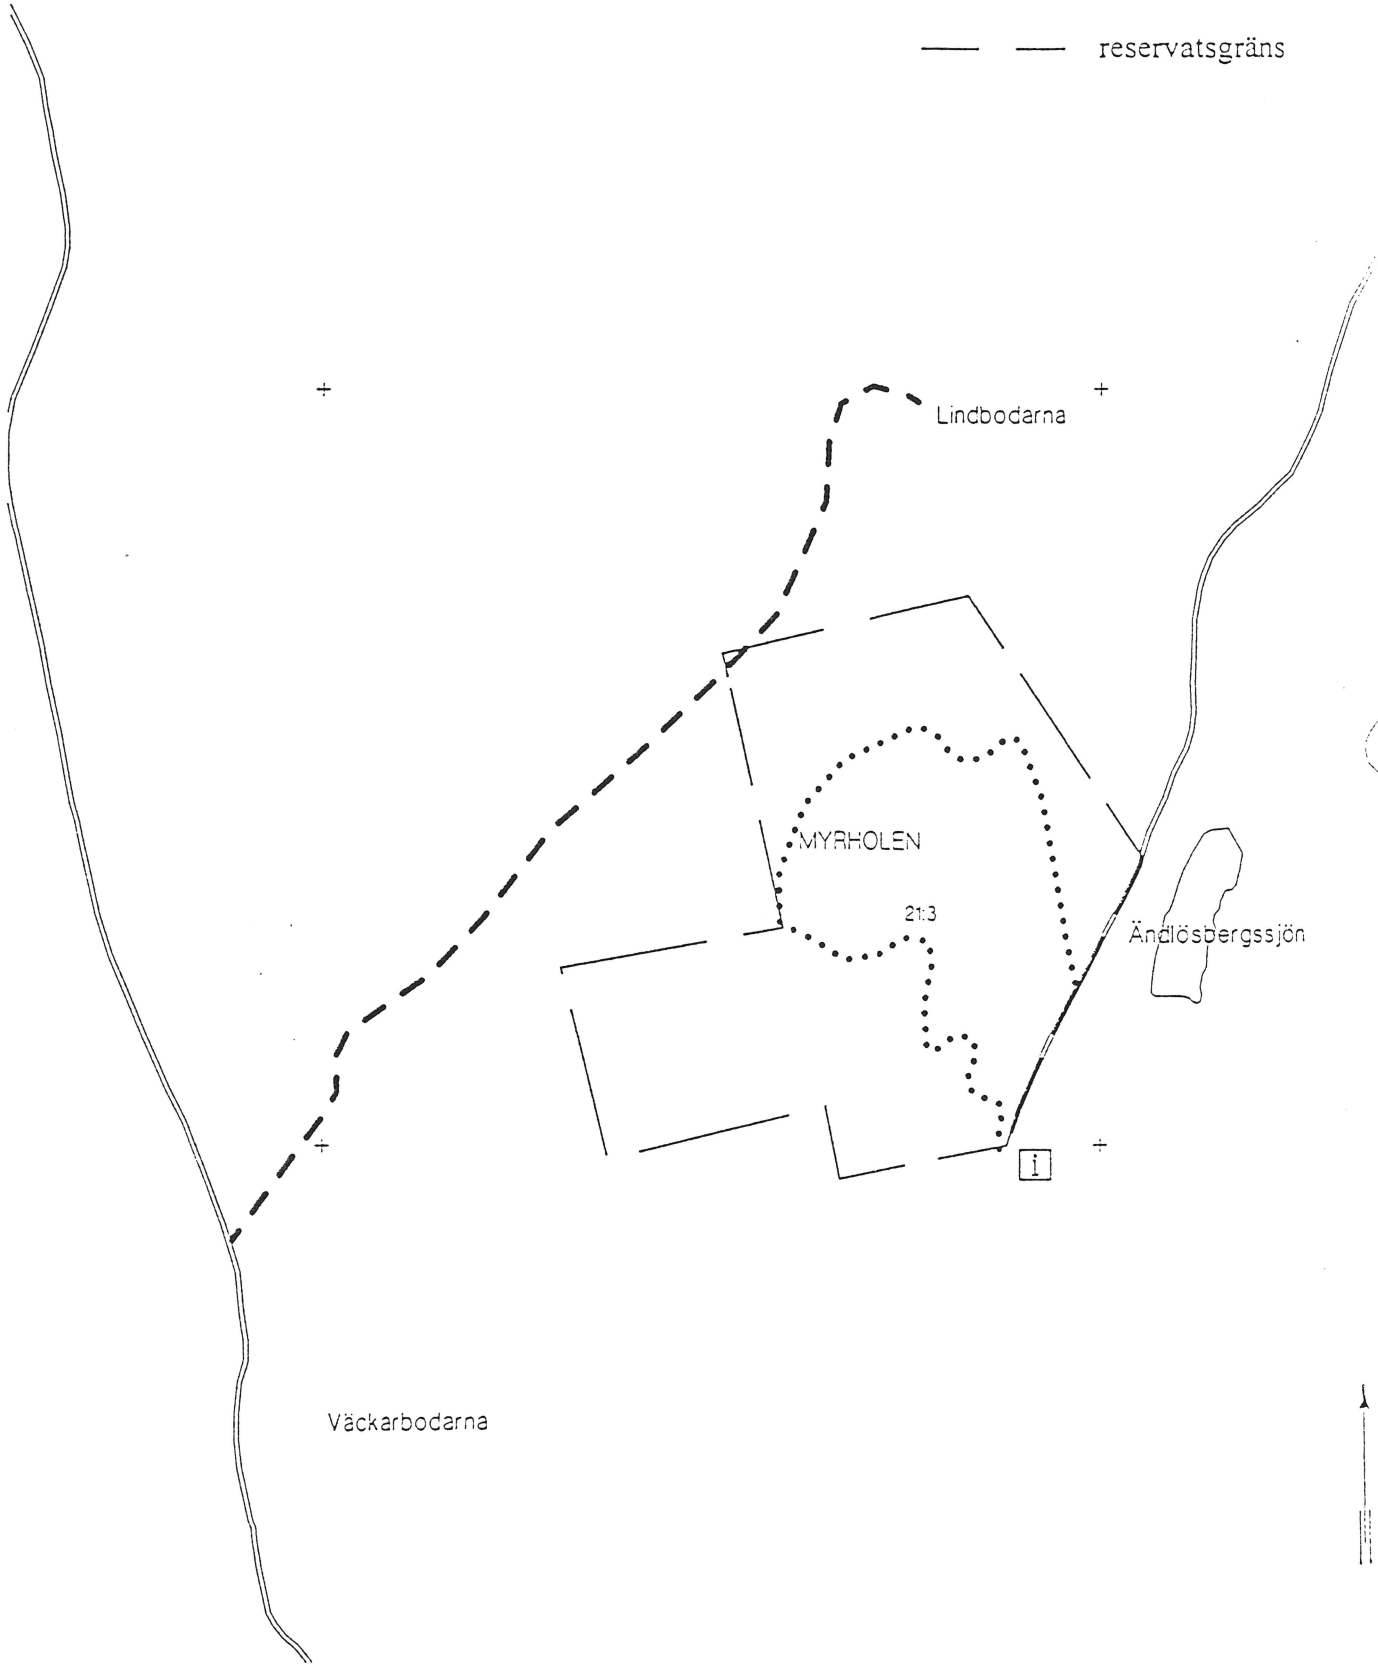 reservatsgräns
Lindbodarna
MYRHOLEN
21:3
Ändlösbergssjön
i
Väckarbodarna